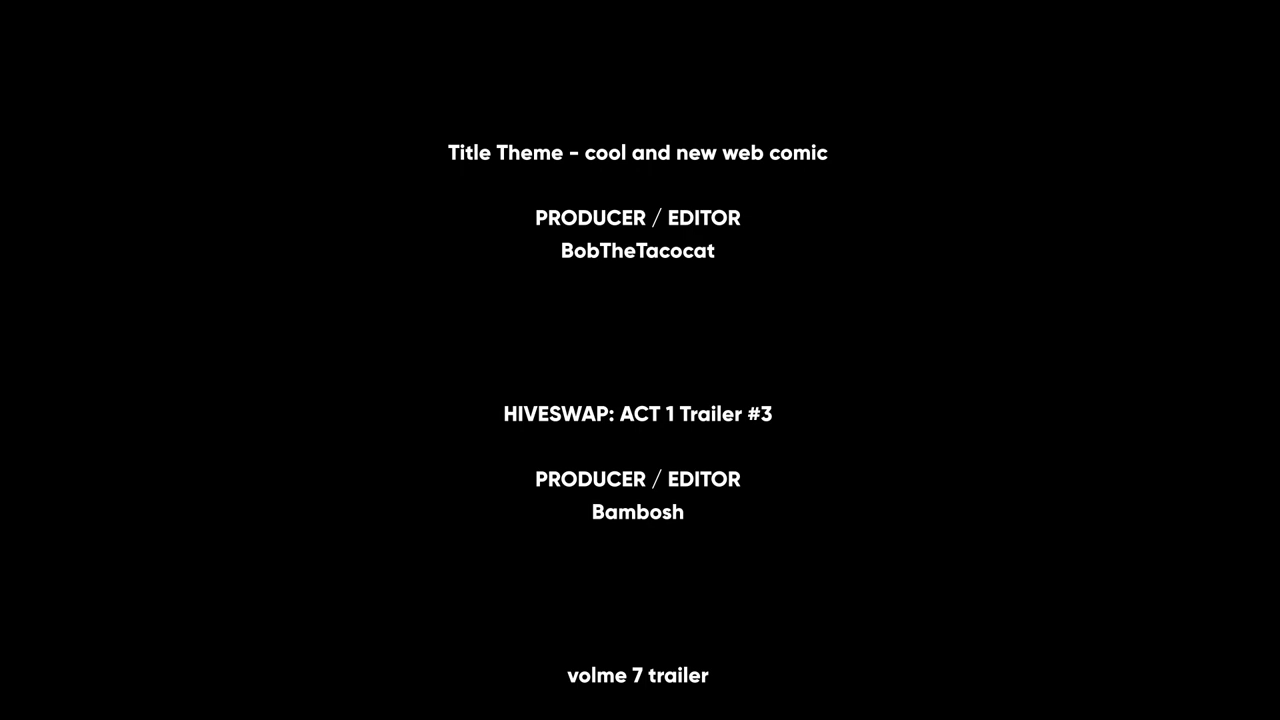 Title Theme - cool and new web comic
PRODUCER / EDITOR
BobTheTacocat
HIVESWAP: ACT 1 Trailer #3
PRODUCER / EDITOR
Bambosh
volme 7 trailer